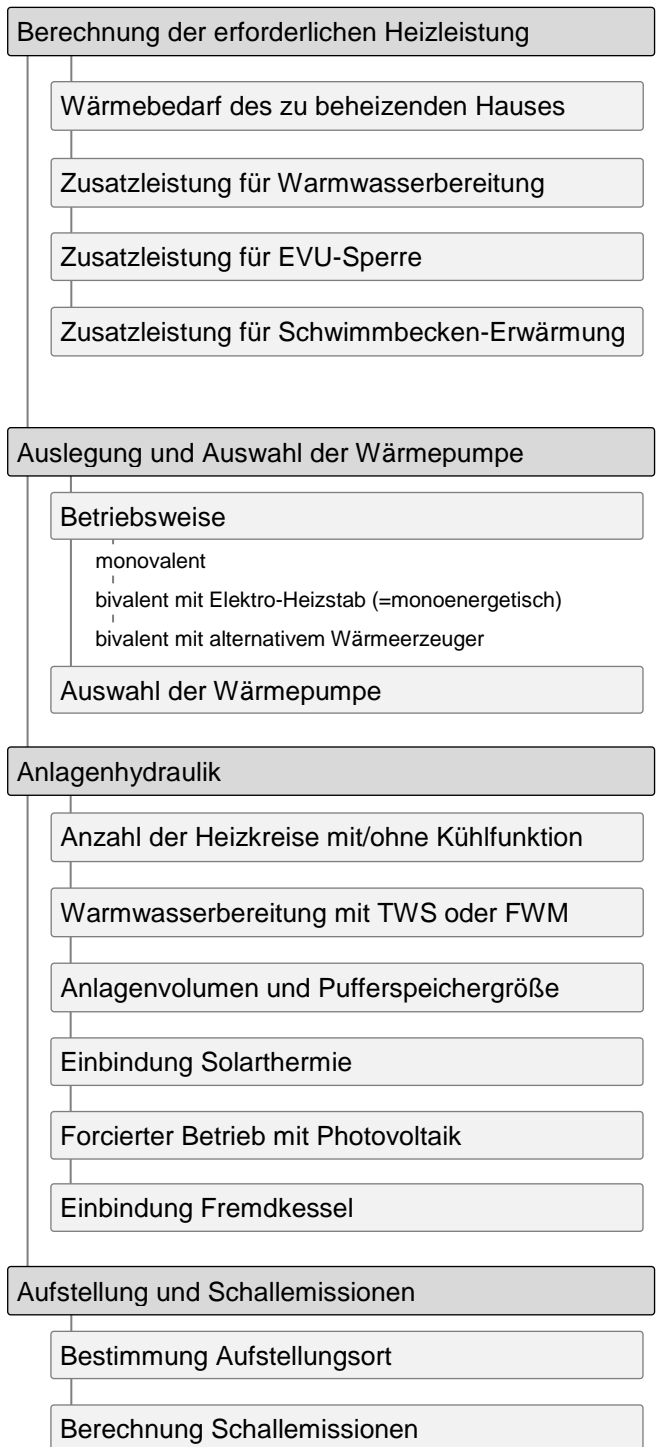 Berechnung der erforderlichen Heizleistung
Wärmebedarf des zu beheizenden Hauses
Zusatzleistung für Warmwasserbereitung
Zusatzleistung für EVU-Sperre
Zusatzleistung für Schwimmbecken-Erwärmung
Auslegung und Auswahl der Wärmepumpe
Betriebsweise
monovalent
bivalent mit Elektro-Heizstab (=monoenergetisch)
bivalent mit alternativem Wärmeerzeuger
Auswahl der Wärmepumpe
Anlagenhydraulik
Anzahl der Heizkreise mit/ohne Kühlfunktion
Warmwasserbereitung mit TWS oder FWM
Anlagenvolumen und Pufferspeichergröße
Einbindung Solarthermie
Forcierter Betrieb mit Photovoltaik
Einbindung Fremdkessel
Aufstellung und Schallemissionen
Bestimmung Aufstellungsort
Berechnung Schallemissionen